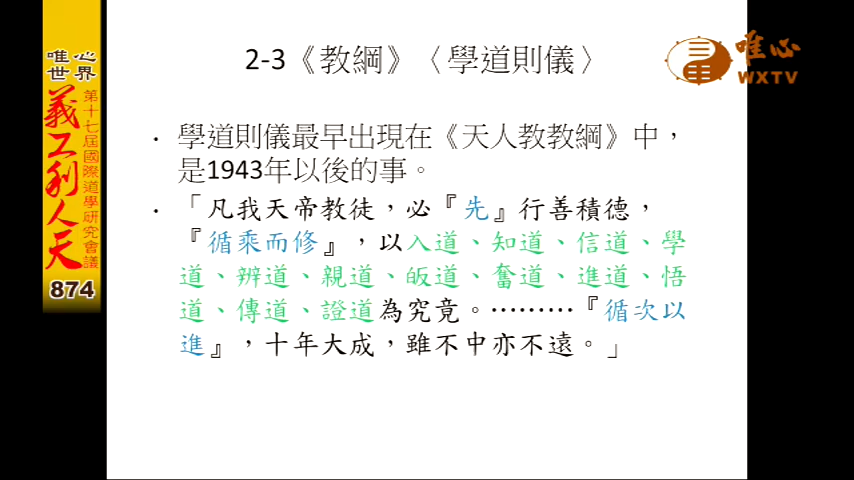 唯心
世界
義工利人天
第十七屆國際道學研究會議
874
2-3《教綱》〈學道則儀〉
唯心
WXTV
• 學道則儀最早出現在《天人教教綱》中，
是1943年以後的事。
• 「凡我天帝教徒，必『先』行善積德，
『循乘而修』，以入道、知道、信道、學
道、辨道、親道、皈道、奮道、進道、悟
道、傳道、證道為究竟。………『循次以
進』，十年大成，雖不中亦不遠。」